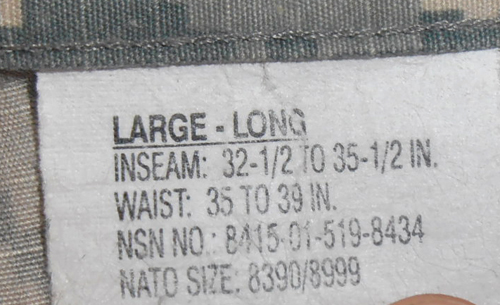 LARGE - LONG
INSEAM: 32-1/2 TO 35-1/2 IN.
WAIST: 35 TO 39 IN.
NSN NO.: 8415-01-519-8434
NATO SIZE. 8390/8999